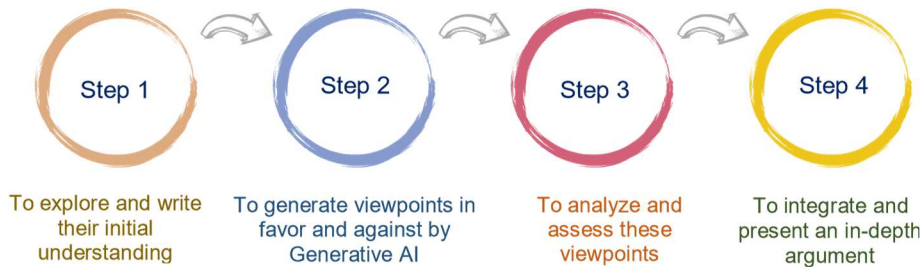 Step 1
Step 2
Step 3
Step 4
To explore and write
their initial
understanding
To generate viewpoints in
favor and against by
Generative AI
To analyze and
assess these
viewpoints
To integrate and
present an in-depth
argument